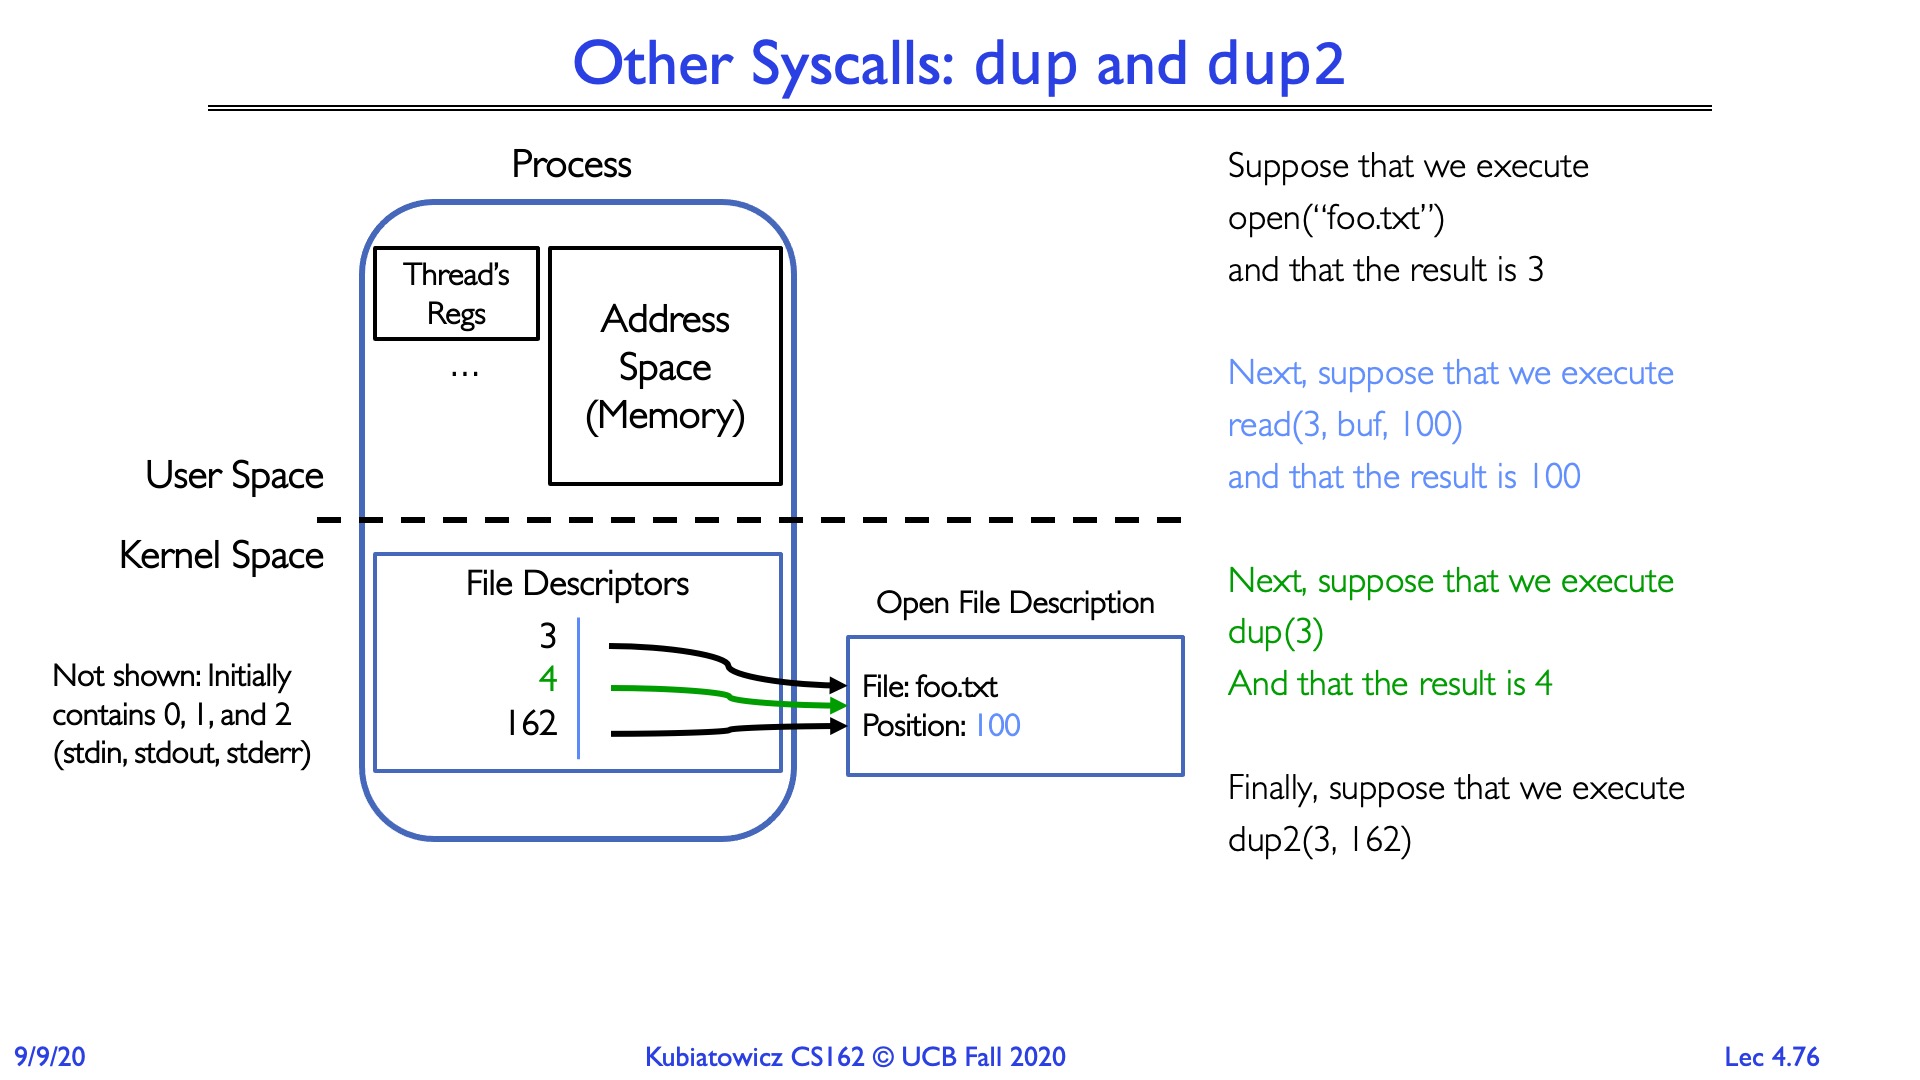 Other Syscalls: dup and dup2
Process
Thread's
Regs
…
Address
Space
(Memory)
User Space
Kernel Space
File Descriptors
3
4
162
Not shown: Initially
contains 0, 1, and 2
(stdin, stdout, stderr)
Open File Description
File: foo.txt
Position: 100
Suppose that we execute
open(“foo.txt”)
and that the result is 3
Next, suppose that we execute
read(3, buf, 100)
and that the result is 100
Next, suppose that we execute
dup(3)
And that the result is 4
Finally, suppose that we execute
dup2(3, 162)
9/9/20
Kubiatowicz CS162 © UCB Fall 2020
Lec 4.76